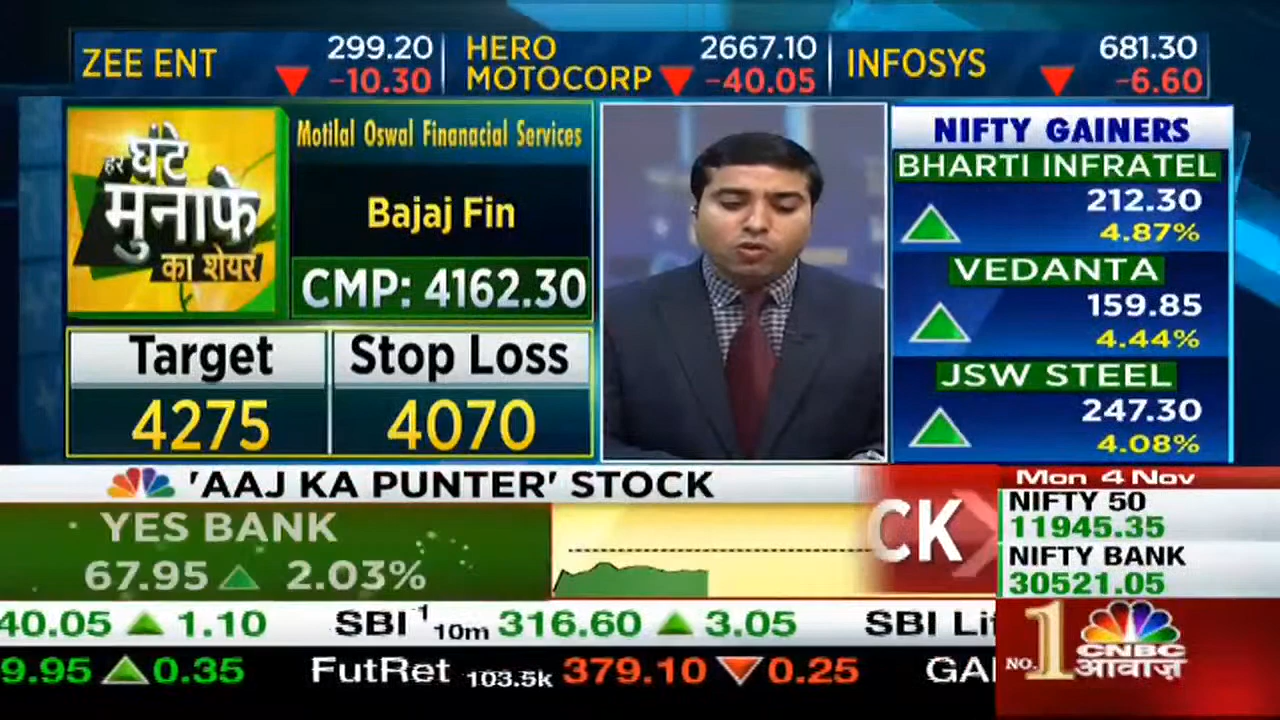 ZEE ENT 299.20 -10.30
HERO MOTOCORP 2667.10 -40.05
INFOSYS 681.30 -6.60
हर घंटे
मुनाफे
का शेयर
Motilal Oswal Finanacial Services
Bajaj Fin
CMP: 4162.30
Target
4275
Stop Loss
4070
NIFTY GAINERS
BHARTI INFRATEL
212.30
4.87%
VEDANTA
159.85
4.44%
JSW STEEL
247.30
4.08%
'AAJ KA PUNTER' STOCK
YES BANK
67.95 2.03%
CK
Mon 4 Nov
NIFTY 50
11945.35
NIFTY BANK
30521.05
40.05 1.10 SBI 1 10m 316.60 3.05 SBI Li
9.95 0.35 FutRet 103.5k 379.10 0.25 GA
NO.1 CNBC
आवाज़